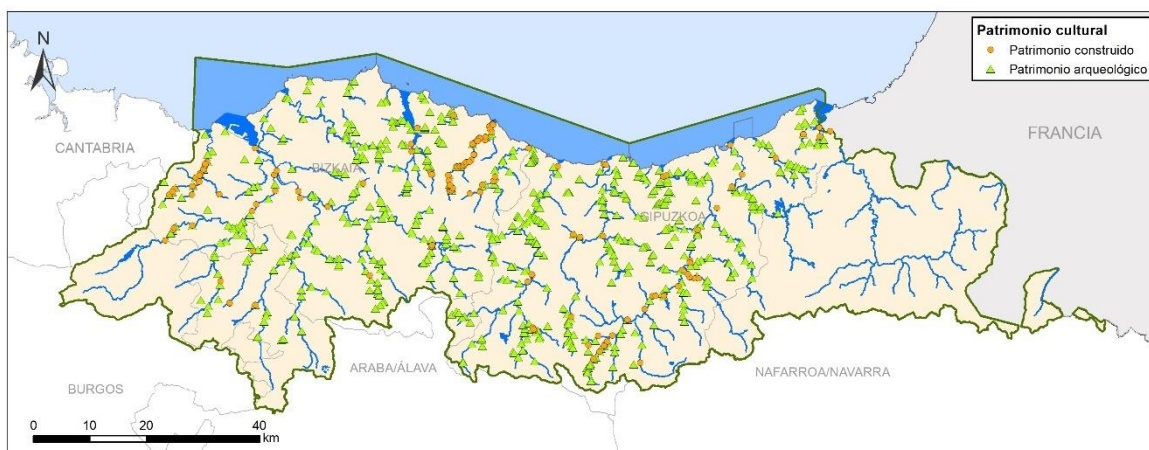 N
Patrimonio cultural
Patrimonio construido
Patrimonio arqueológico
CANTABRIA
BIZKAIA
GIPUZKOA
FRANCIA
BURGOS
ARABA/ÁLAVA
NAFARROA/NAVARRA
0 10 20 40
km